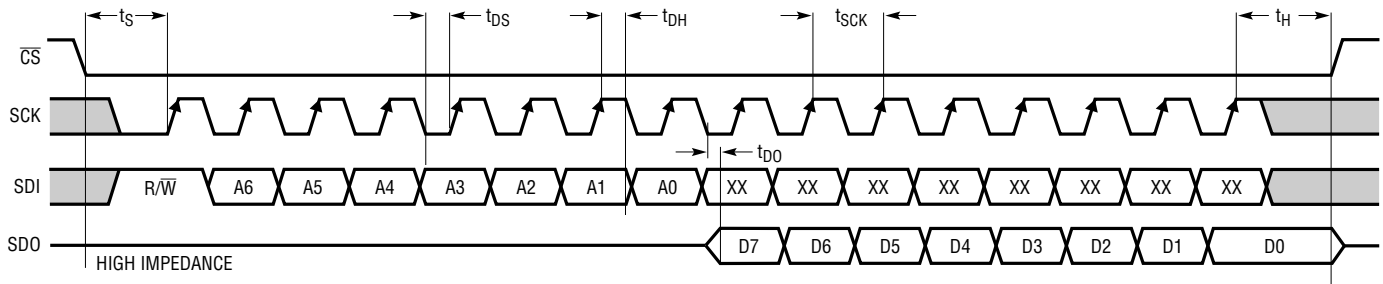 tS tDS tDH tSCK tH
CS
SCK
tDO
SDI R/W A6 A5 A4 A3 A2 A1 A0 XX XX XX XX XX XX XX XX
SDO D7 D6 D5 D4 D3 D2 D1 D0
HIGH IMPEDANCE